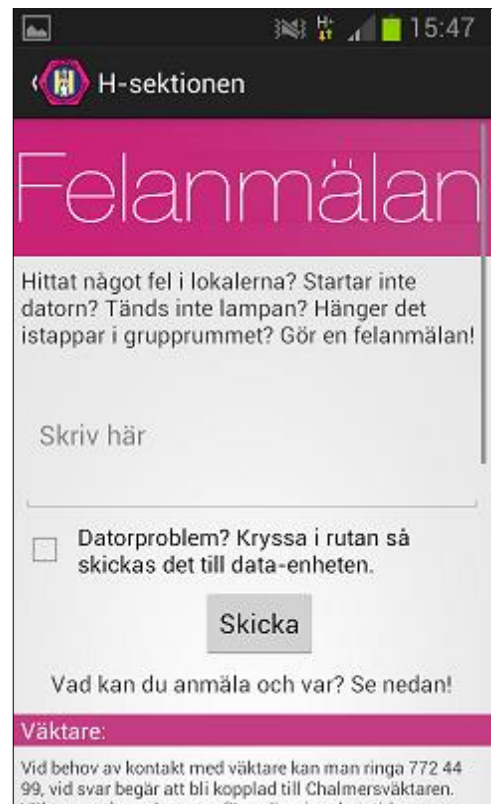 H+
15:47
H-sektionen
Felanmälan
Hittat något fel i lokalerna? Startar inte
datorn? Tänds inte lampan? Hänger det
istappar i grupprummet? Gör en felanmälan!
Skriv här
Datorproblem? Kryssa i rutan så
skickas det till data-enheten.
Skicka
Vad kan du anmäla och var? Se nedan!
Väktare:
Vid behov av kontakt med väktare kan man ringa 772 44
99, vid svar begär att bli kopplad till Chalmersväktaren.